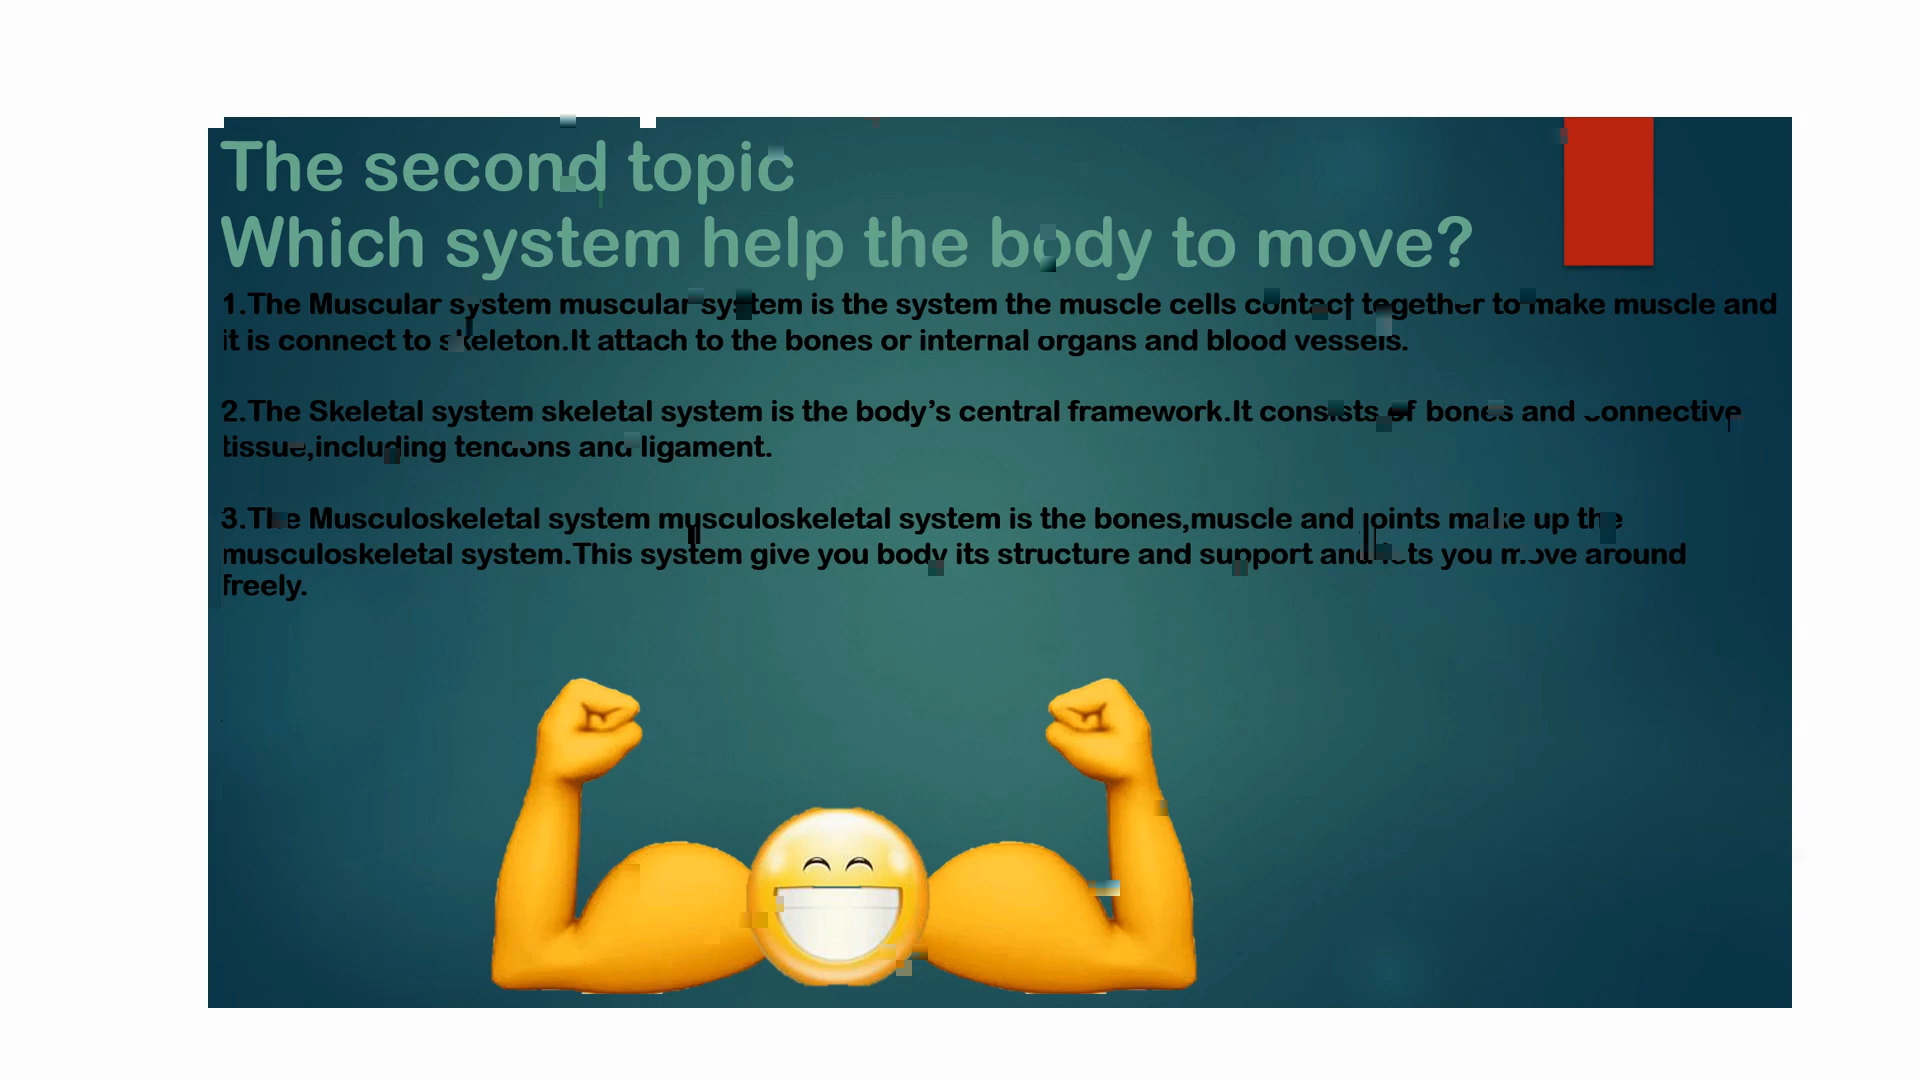 The second topic
Which system help the body to move?
1.The Muscular system muscular system is the system the muscle cells contact together to make muscle and
it is connect to skeleton.It attach to the bones or internal organs and blood vessels.
2.The Skeletal system skeletal system is the body’s central framework.It consists of bones and connective
tissue,including tendons and ligament.
3.The Musculoskeletal system musculoskeletal system is the bones,muscle and joints make up the
musculoskeletal system.This system give you body its structure and support and lets you move around
freely.